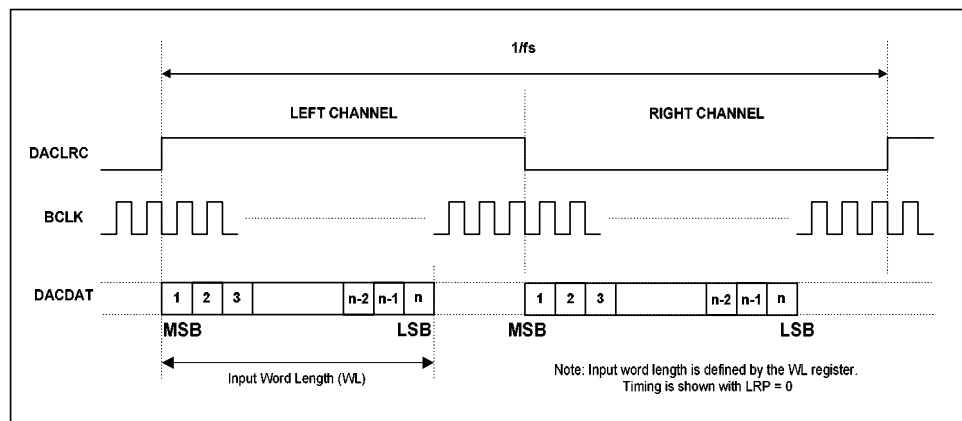 1/fs
LEFT CHANNEL RIGHT CHANNEL
DACLRC
BCLK
DACDAT
1 2 3 n-2 n-1 n 1 2 3 n-2 n-1 n
MSB LSB MSB LSB
Input Word Length (WL)
Note: Input word length is defined by the WL register.
Timing is shown with LRP = 0